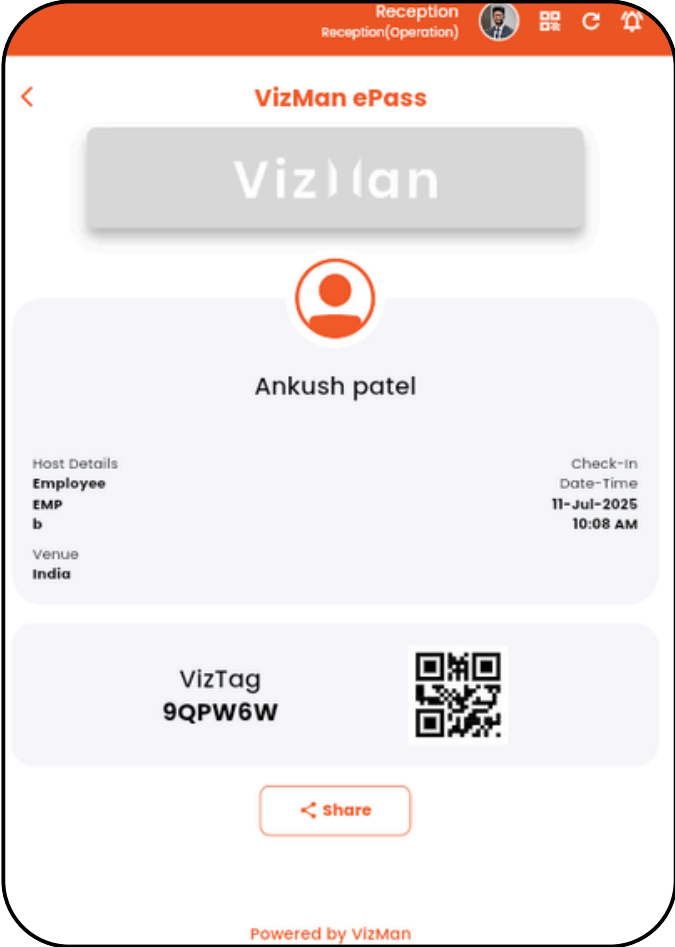 Reception
Reception(Operation)
VizMan ePass
VizMan
Ankush patel
Host Details
Employee
EMP
b
Venue
India
Check-In
Date-Time
11-Jul-2025
10:08 AM
VizTag
9QPW6W
Share
Powered by VizMan